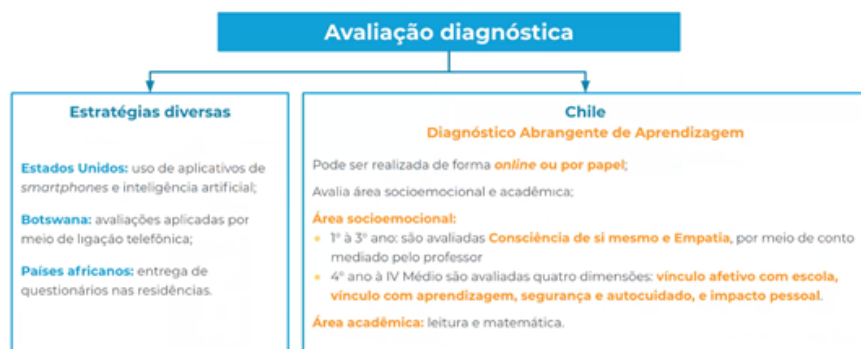 Avaliação diagnóstica
Estratégias diversas
Estados Unidos: uso de aplicativos de
smartphones e inteligência artificial;
Botswana: avaliações aplicadas por
meio de ligação telefônica;
Países africanos: entrega de
questionários nas residências.
Chile
Diagnóstico Abrangente de Aprendizagem
Pode ser realizada de forma online ou por papel;
Avalia área socioemocional e acadêmica;
Área socioemocional:
• 1º à 3º ano: são avaliadas Consciência de si mesmo e Empatia, por meio de conto
mediado pelo professor
• 4º ano à IV Médio são avaliadas quatro dimensões: vínculo afetivo com escola,
vínculo com aprendizagem, segurança e autocuidado, e impacto pessoal.
Área acadêmica: leitura e matemática.